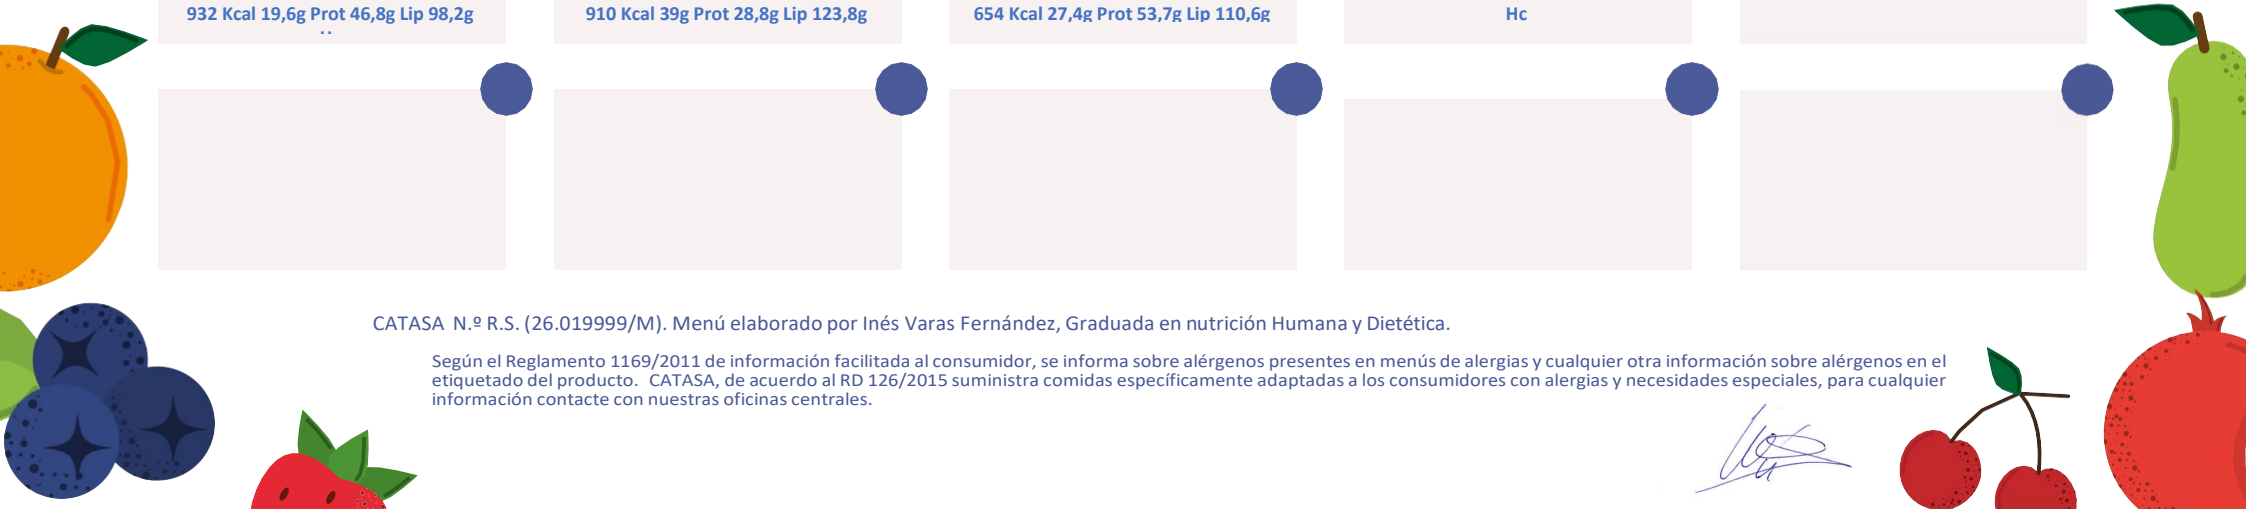 932 Kcal 19,6g Prot 46,8g Lip 98,2g
910 Kcal 39g Prot 28,8g Lip 123,8g
654 Kcal 27,4g Prot 53,7g Lip 110,6g
Hc
CATASA N.º R.S. (26.019999/M). Menú elaborado por Inés Varas Fernández, Graduada en nutrición Humana y Dietética.
Según el Reglamento 1169/2011 de información facilitada al consumidor, se informa sobre alérgenos presentes en menús de alergias y cualquier otra información sobre alérgenos en el
etiquetado del producto. CATASA, de acuerdo al RD 126/2015 suministra comidas específicamente adaptadas a los consumidores con alergias y necesidades especiales, para cualquier
información contacte con nuestras oficinas centrales.